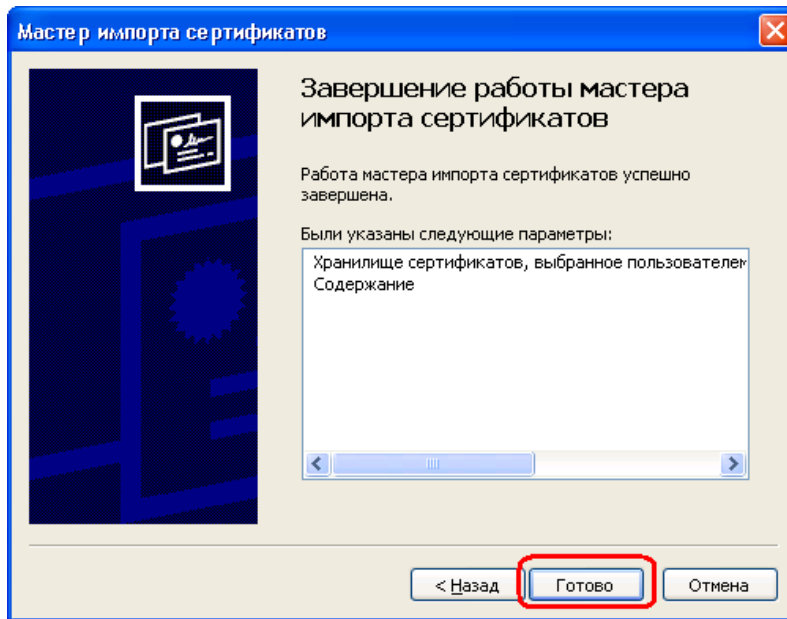 Мастер импорта сертификатов
Завершение работы мастера
импорта сертификатов
Работа мастера импорта сертификатов успешно
завершена.
Были указаны следующие параметры:
Хранилище сертификатов, выбранное пользователем
Содержание
< Назад
Готово
Отмена